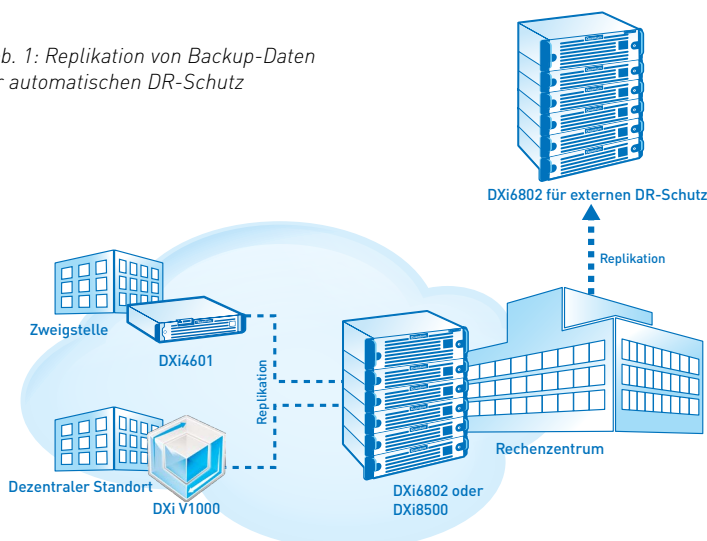 b. 1: Replikation von Backup-Daten
r automatischen DR-Schutz
DXi6802 für externen DR-Schutz
Replikation
Zweigstelle
DXi4601
Replikation
Rechenzentrum
Dezentraler Standort
DXi V1000
DXi6802 oder
DXi8500